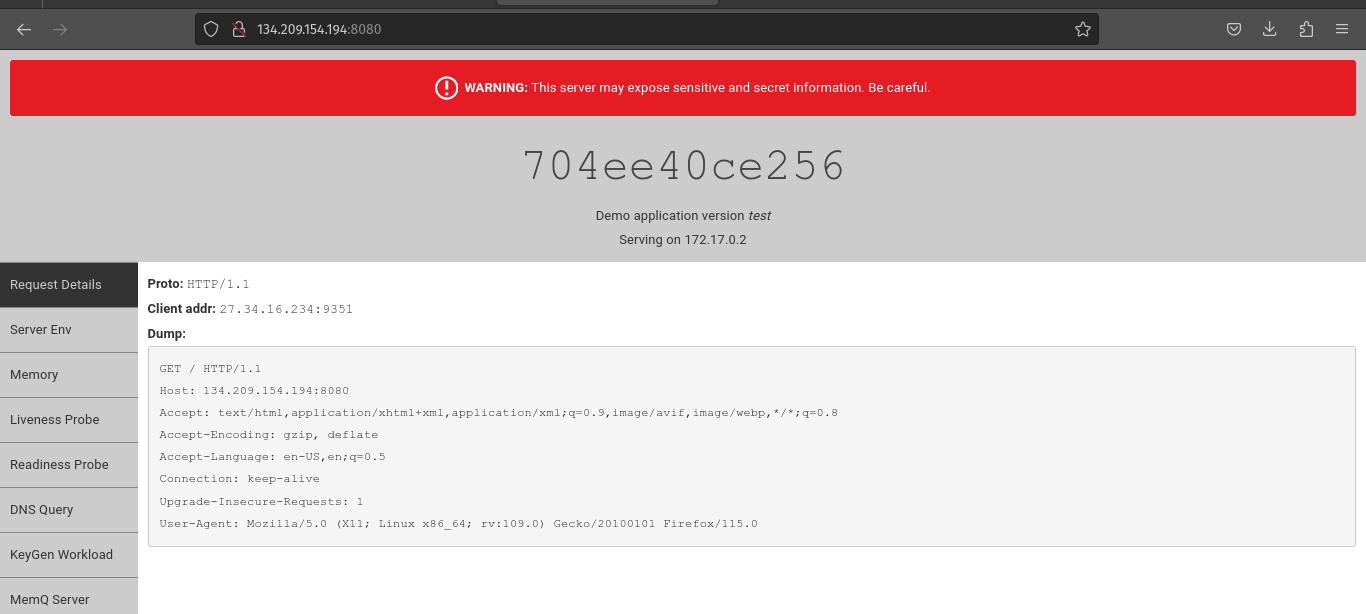 134.209.154.194:8080
WARNING: This server may expose sensitive and secret information. Be careful.
704ee40ce256
Demo application version test
Serving on 172.17.0.2
Request Details
Server Env
Memory
Liveness Probe
Readiness Probe
DNS Query
KeyGen Workload
MemQ Server
Proto: HTTP/1.1
Client addr: 27.34.16.234:9351
Dump:
GET / HTTP/1.1
Host: 134.209.154.194:8080
Accept: text/html,application/xhtml+xml,application/xml;q=0.9,image/avif,image/webp,*/*;q=0.8
Accept-Encoding: gzip, deflate
Accept-Language: en-US,en;q=0.5
Connection: keep-alive
Upgrade-Insecure-Requests: 1
User-Agent: Mozilla/5.0 (X11; Linux x86_64; rv:109.0) Gecko/20100101 Firefox/115.0